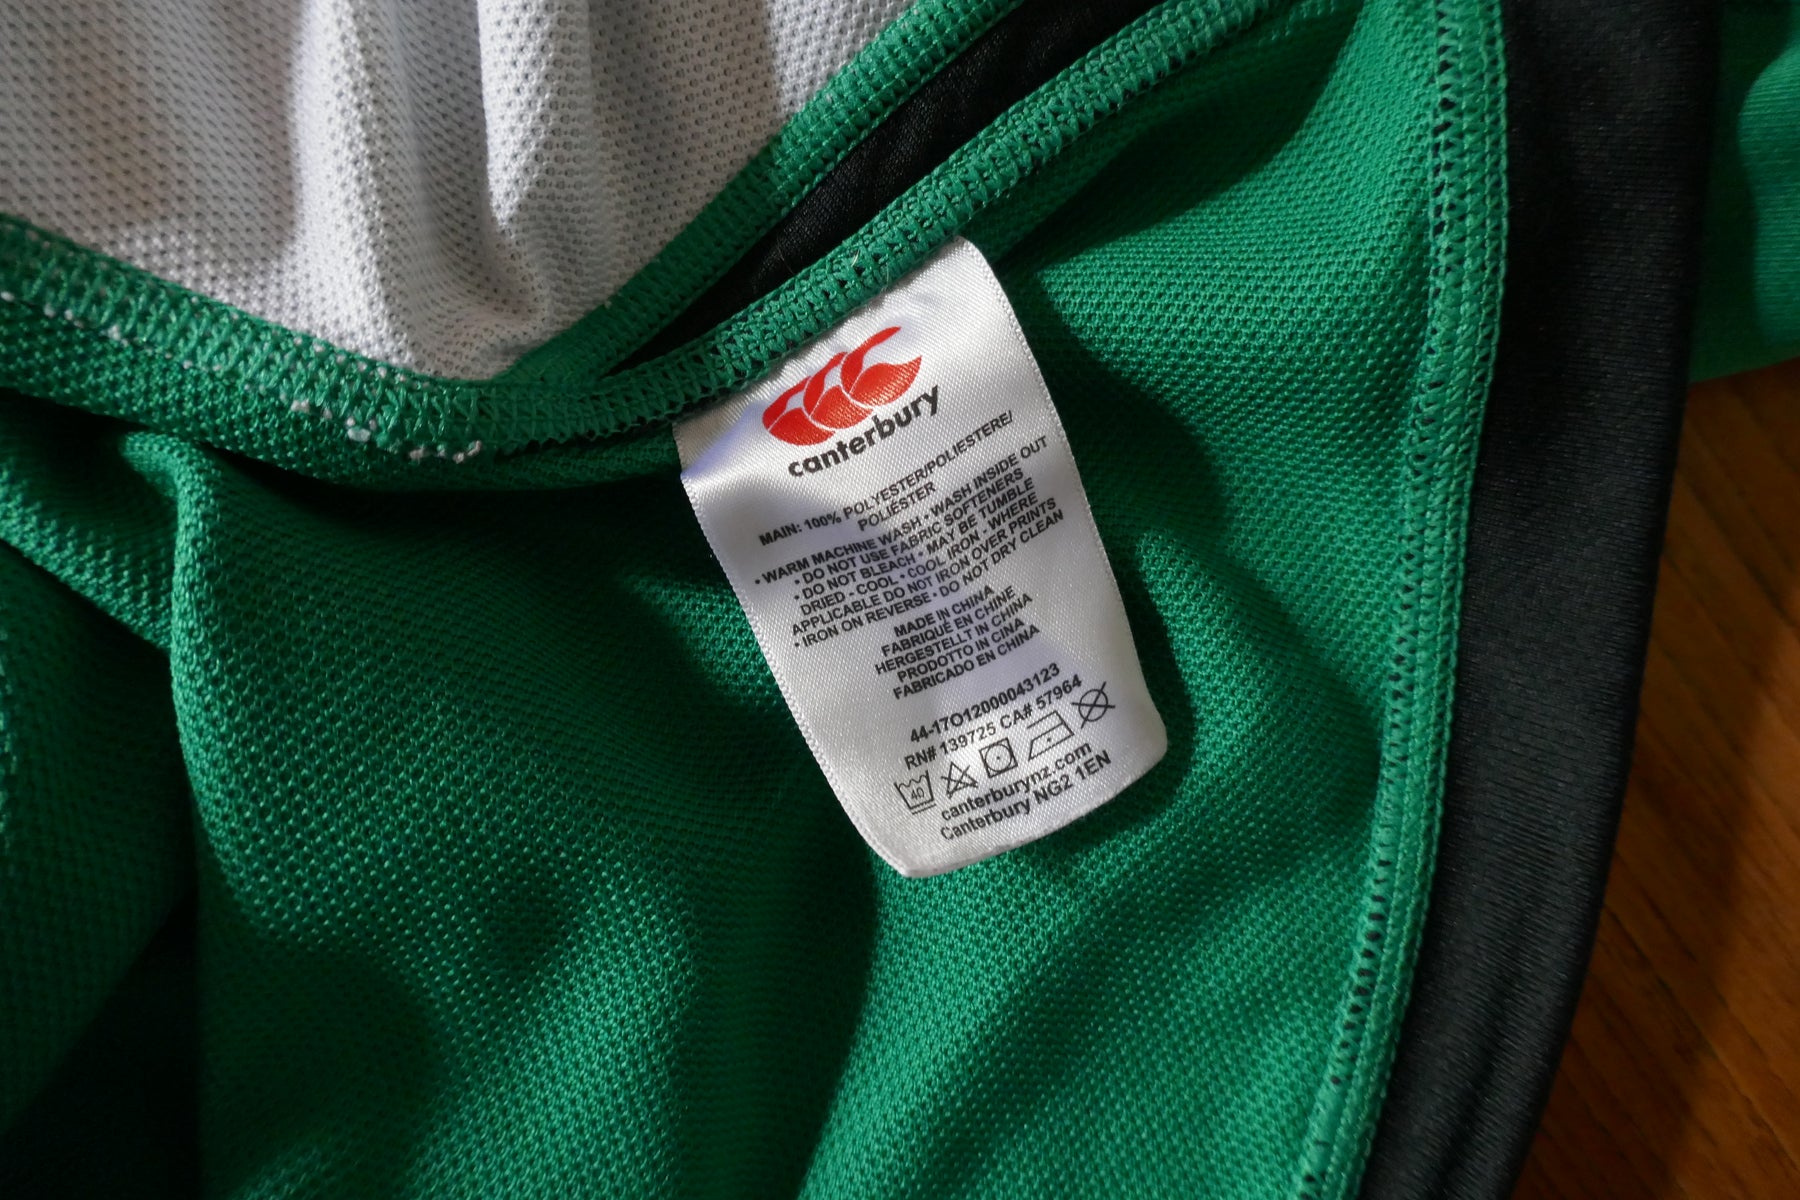 canterbury
MAIN: 100% POLYESTER/POLIESTERE/
POLIÉSTER
• WARM MACHINE WASH • WASH INSIDE OUT
• DO NOT USE FABRIC SOFTENERS
• DO NOT BLEACH • MAY BE TUMBLE
DRIED - COOL • COOL IRON - WHERE
APPLICABLE DO NOT IRON OVER PRINTS
• IRON ON REVERSE • DO NOT DRY CLEAN
MADE IN CHINA
FABRIQUÉ EN CHINE
HERGESTELLT IN CHINA
PRODOTTO IN CINA
FABRICADO EN CHINA
44-17O12000043123
RN# 139725 CA# 57964
40
canterburynz.com
Canterbury NG2 1EN